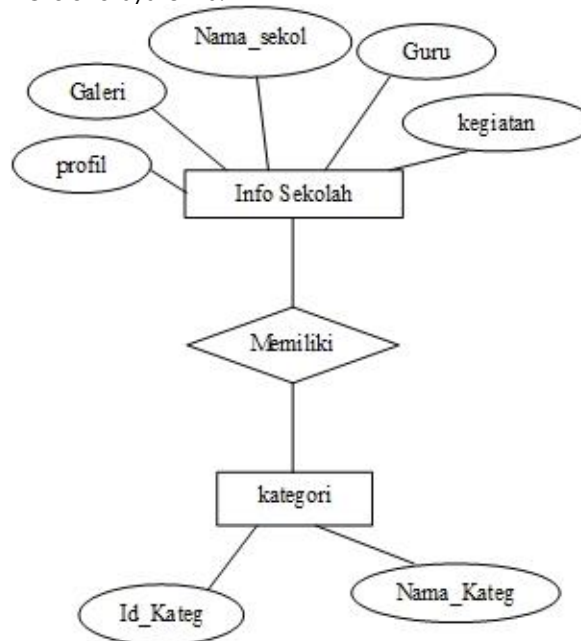 Nama_sekol
Guru
Galeri
kegiatan
profil
Info Sekolah
Memiliki
kategori
Nama_Kateg
Id_Kateg